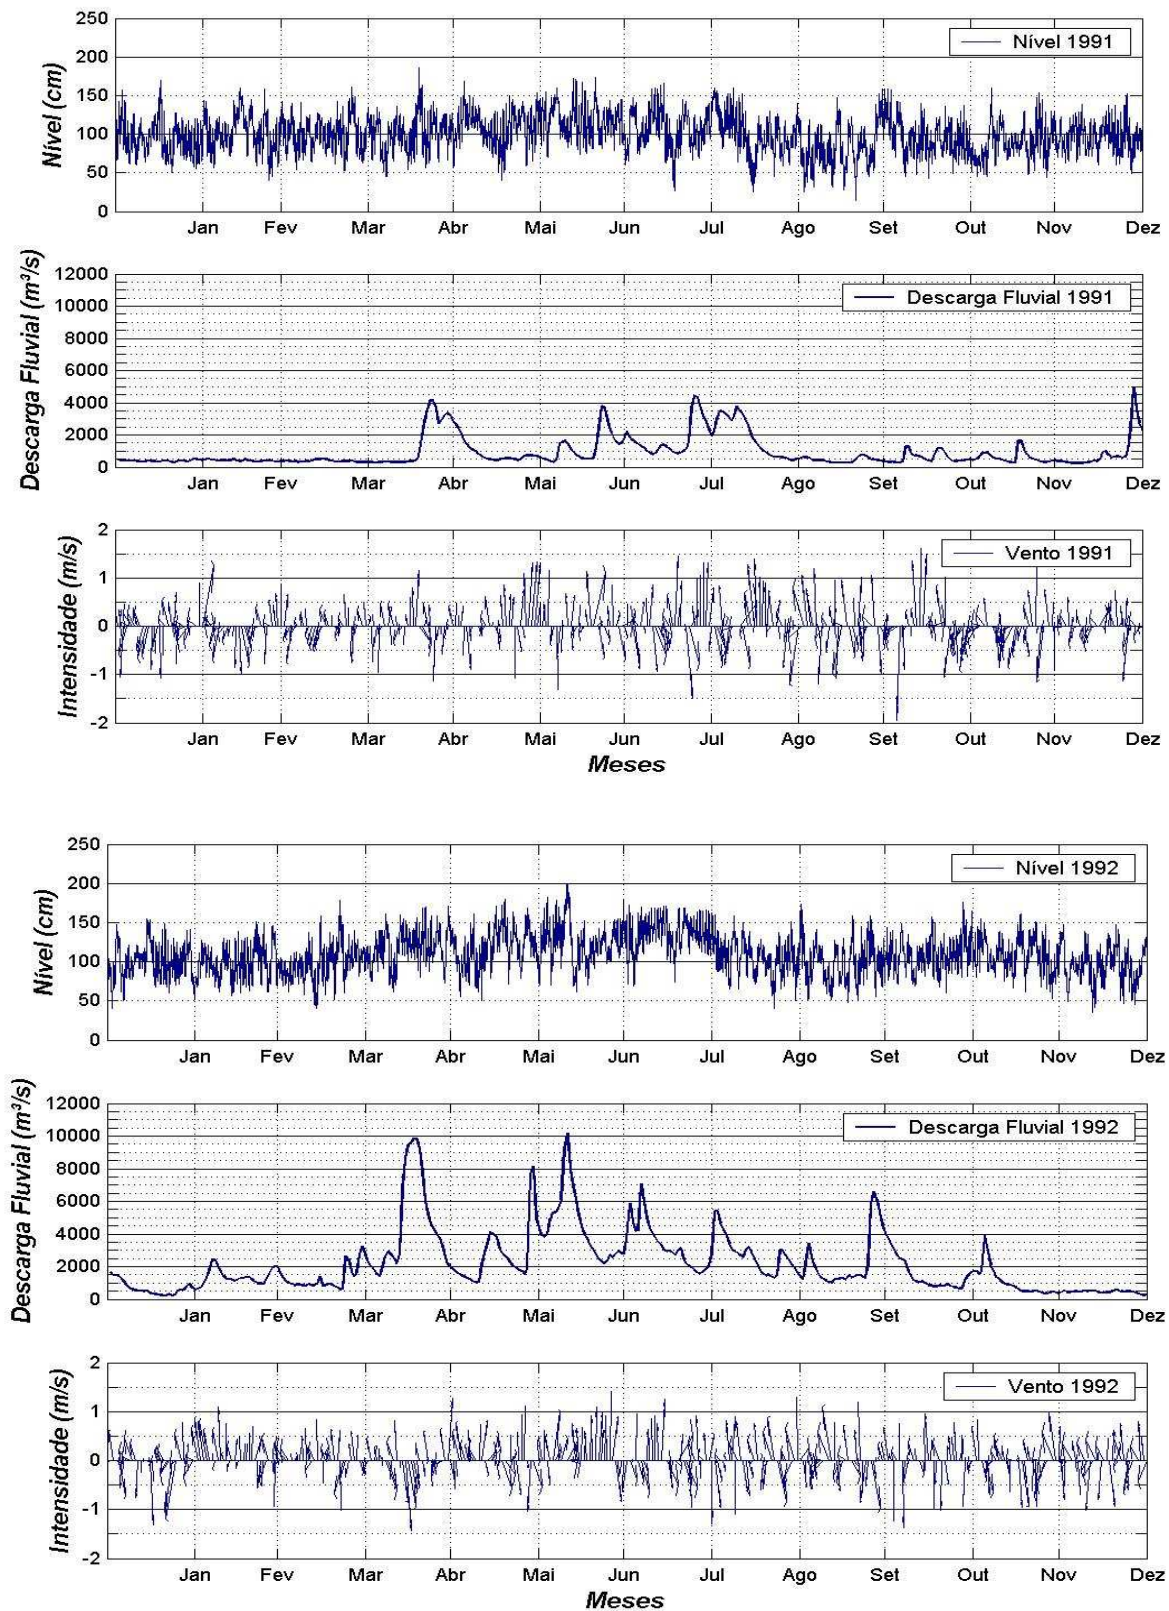 Nível (cm)
250
200
150
100
50
0
Nível 1991
Jan Fev Mar Abr Mai Jun Jul Ago Set Out Nov Dez
Descarga Fluvial (m³/s)
12000
10000
8000
6000
4000
2000
0
Descarga Fluvial 1991
Jan Fev Mar Abr Mai Jun Jul Ago Set Out Nov Dez
Intensidade (m/s)
2
1
0
-1
-2
Vento 1991
Jan Fev Mar Abr Mai Jun Jul Ago Set Out Nov Dez
Meses
Nível (cm)
250
200
150
100
50
0
Nível 1992
Jan Fev Mar Abr Mai Jun Jul Ago Set Out Nov Dez
Descarga Fluvial (m³/s)
12000
10000
8000
6000
4000
2000
0
Descarga Fluvial 1992
Jan Fev Mar Abr Mai Jun Jul Ago Set Out Nov Dez
Intensidade (m/s)
2
1
0
-1
-2
Vento 1992
Jan Fev Mar Abr Mai Jun Jul Ago Set Out Nov Dez
Meses